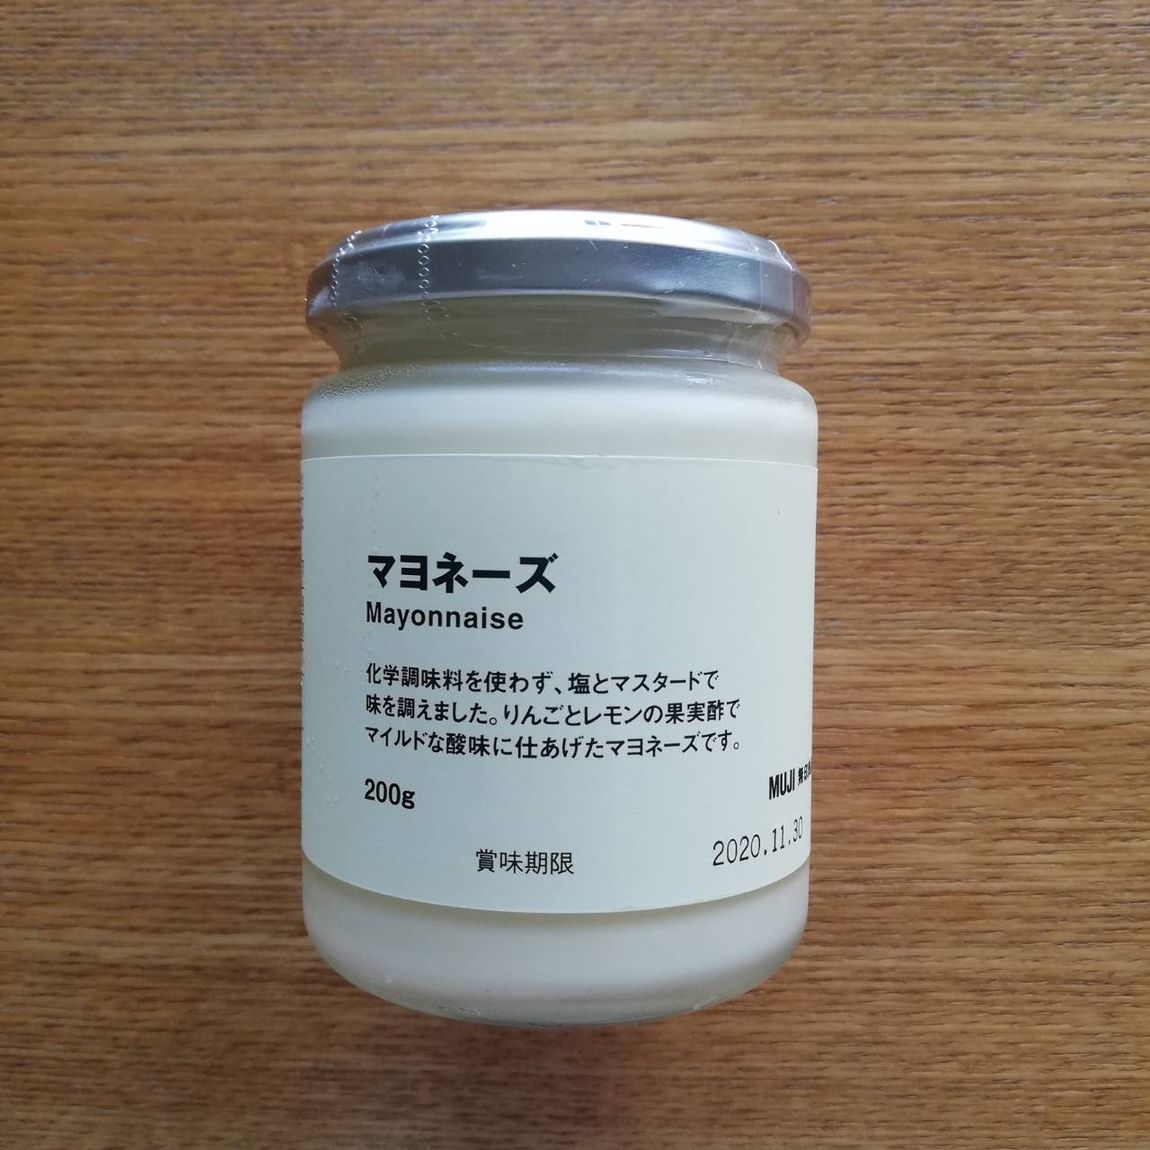 マヨネーズ
Mayonnaise
化学調味料を使わず、塩とマスタードで
味を調えました。りんごとレモンの果実酢で
マイルドな酸味に仕あげたマヨネーズです。
200g
MUJI 無印
賞味期限
2020.11.30